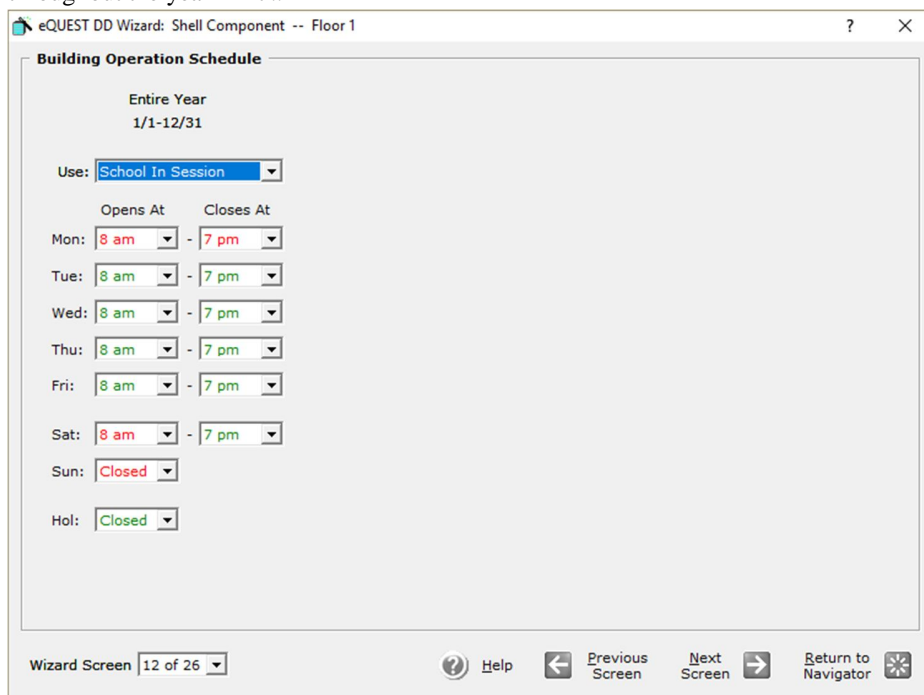 eQUEST DD Wizard: Shell Component -- Floor 1 ?
Building Operation Schedule
Entire Year
1/1-12/31
Use: School In Session
Opens At Closes At
Mon: 8 am - 7 pm
Tue: 8 am - 7 pm
Wed: 8 am - 7 pm
Thu: 8 am - 7 pm
Fri: 8 am - 7 pm
Sat: 8 am - 7 pm
Sun: Closed
Hol: Closed
Wizard Screen 12 of 26
? Help
Previous Screen
Next Screen
Return to Navigator